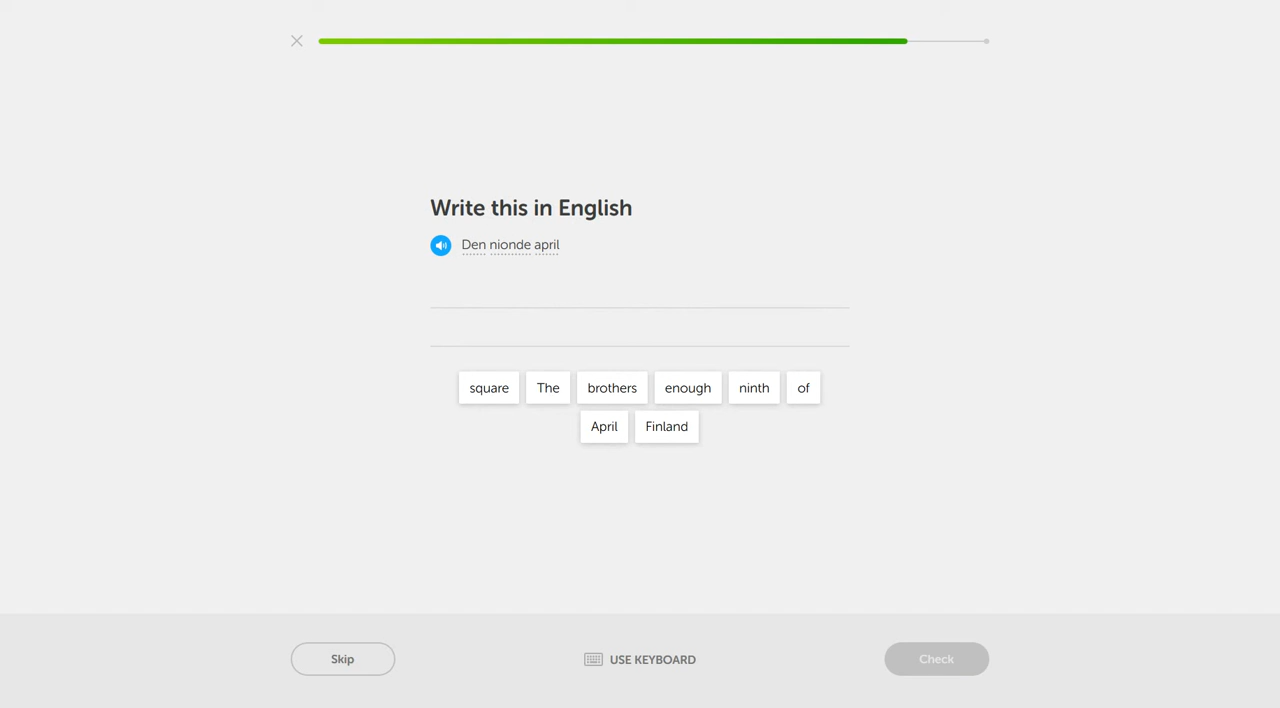 Write this in English
Den nionde april
square The brothers enough ninth of
April Finland
Skip USE KEYBOARD Check